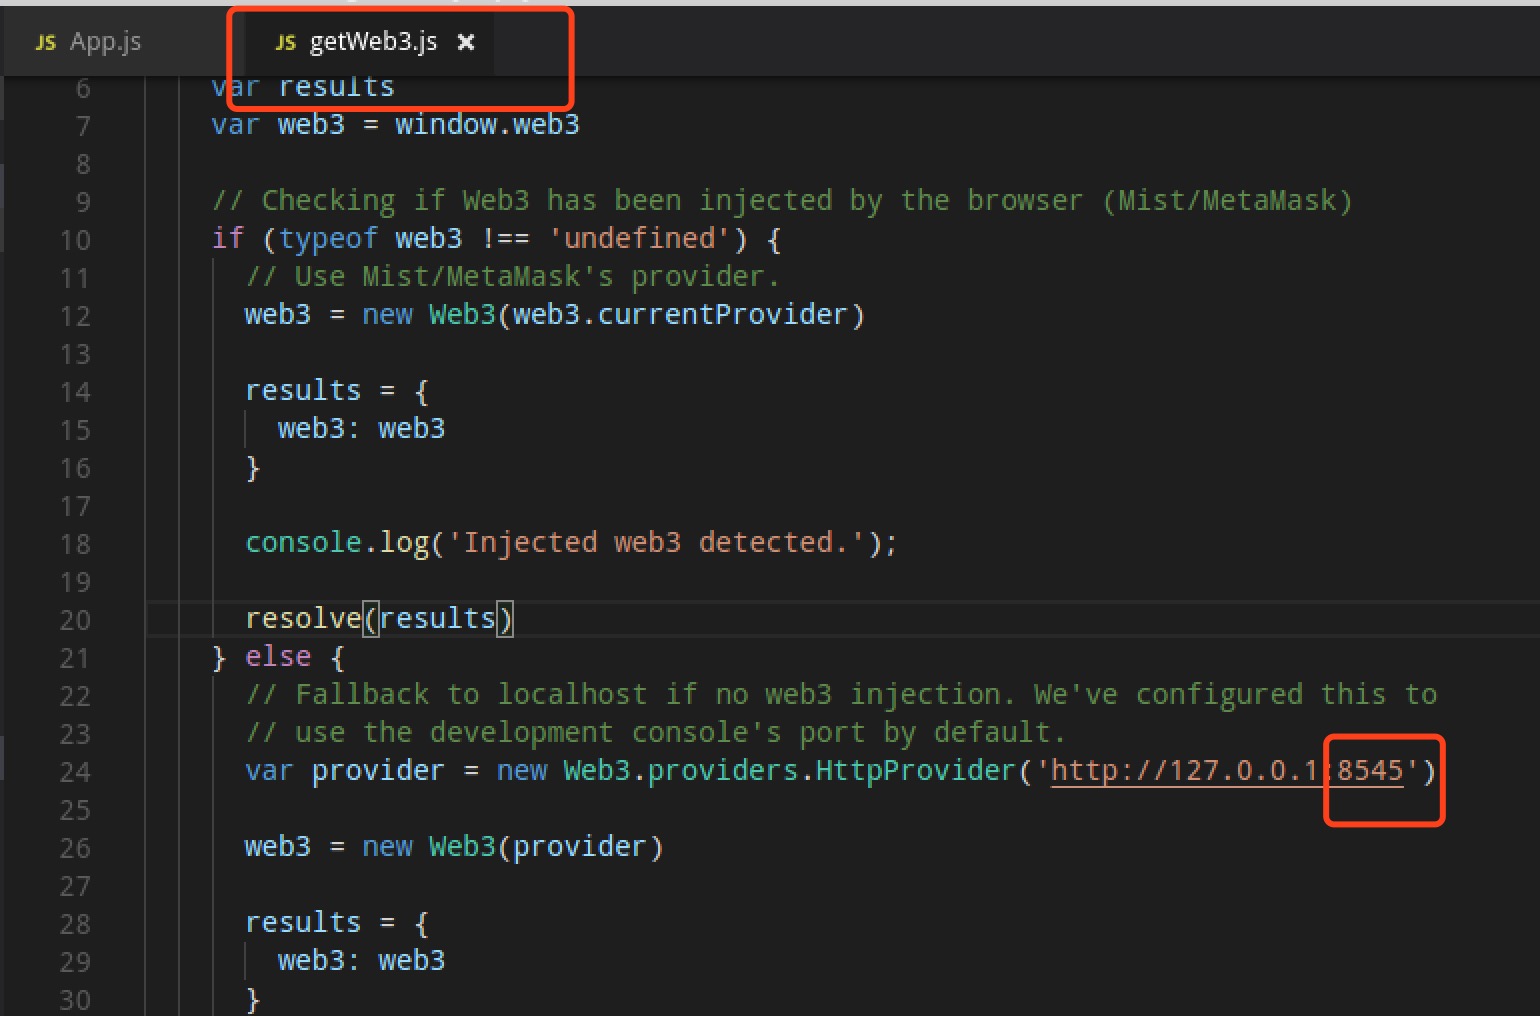 JS App.js JS getWeb3.js ×
6 var results
7 var web3 = window.web3
8
9 // Checking if Web3 has been injected by the browser (Mist/MetaMask)
10 if (typeof web3 !== 'undefined') {
11 // Use Mist/MetaMask's provider.
12 web3 = new Web3(web3.currentProvider)
13
14 results = {
15 web3: web3
16 }
17
18 console.log('Injected web3 detected.');
19
20 resolve(results)
21 } else {
22 // Fallback to localhost if no web3 injection. We've configured this to
23 // use the development console's port by default.
24 var provider = new Web3.providers.HttpProvider('http://127.0.0.1:8545')
25
26 web3 = new Web3(provider)
27
28 results = {
29 web3: web3
30 }